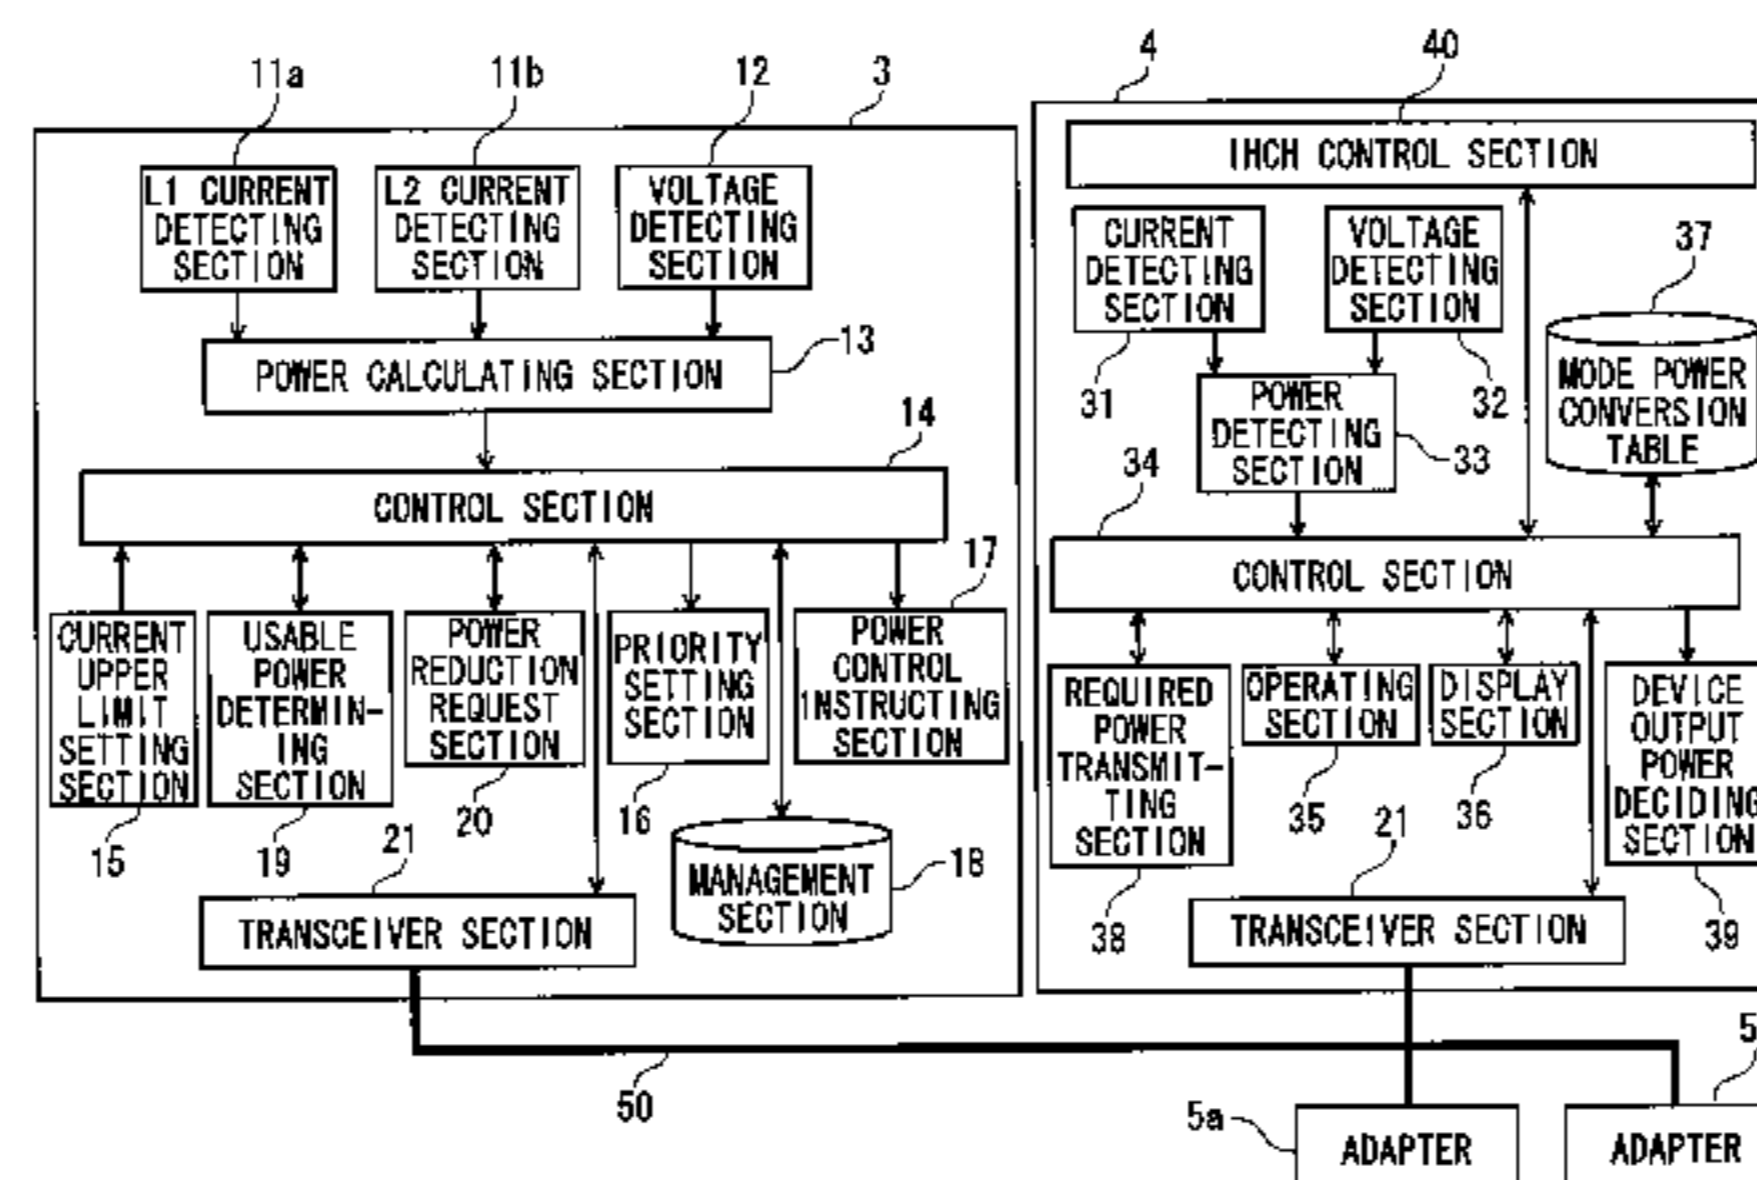 11a
11b
12
3
4
40
L1 CURRENT
DETECTING
SECTION
L2 CURRENT
DETECTING
SECTION
VOLTAGE
DETECTING
SECTION
POWER CALCULATING SECTION
13
14
CONTROL SECTION
17
CURRENT
UPPER
LIMIT
SETTING
SECTION
USABLE
POWER
DETERMIN-
ING
SECTION
POWER
REDUCTION
REQUEST
SECTION
PRIORITY
SETTING
SECTION
POWER
CONTROL
INSTRUCTING
SECTION
15
19
20
16
21
MANAGEMENT
SECTION
18
TRANSCEIVER SECTION
IHCH CONTROL SECTION
CURRENT
DETECTING
SECTION
VOLTAGE
DETECTING
SECTION
37
31
32
POWER
DETECTING
SECTION
33
MODE POWER
CONVERSION
TABLE
34
CONTROL SECTION
REQUIRED
POWER
TRANSMIT-
TING
SECTION
OPERATING
SECTION
DISPLAY
SECTION
DEVICE
OUTPUT
POWER
DECIDING
SECTION
35
36
21
38
39
TRANSCEIVER SECTION
50
5a
ADAPTER
5
ADAPTER